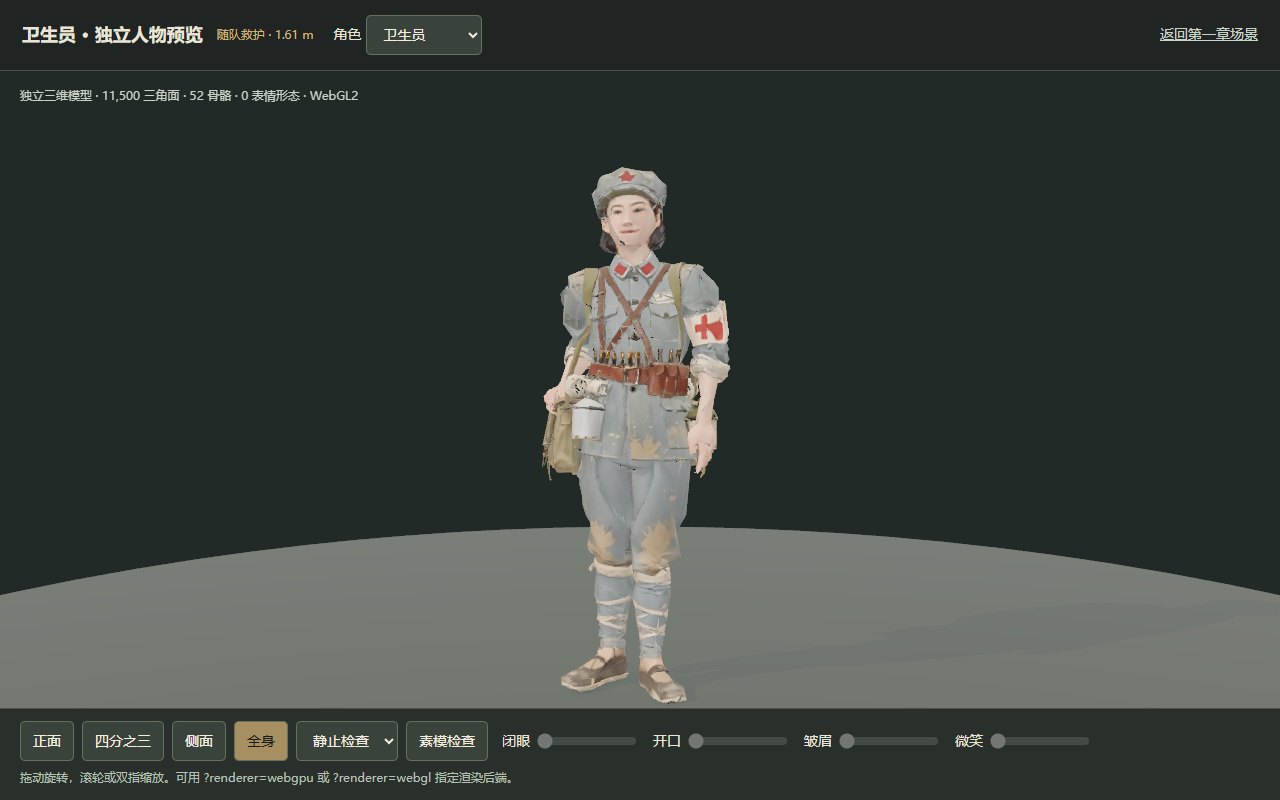 卫生员 • 独立人物预览 随队救护 · 1.61 m 角色 卫生员 返回第一章场景
独立三维模型 · 11,500 三角面 · 52 骨骼 · 0 表情形态 · WebGL2
正面 四分之三 侧面 全身 静止检查 素模检查 闭眼 开口 皱眉 微笑
拖动旋转，滚轮或双指缩放。可用 ?renderer=webgpu 或 ?renderer=webgl 指定渲染后端。